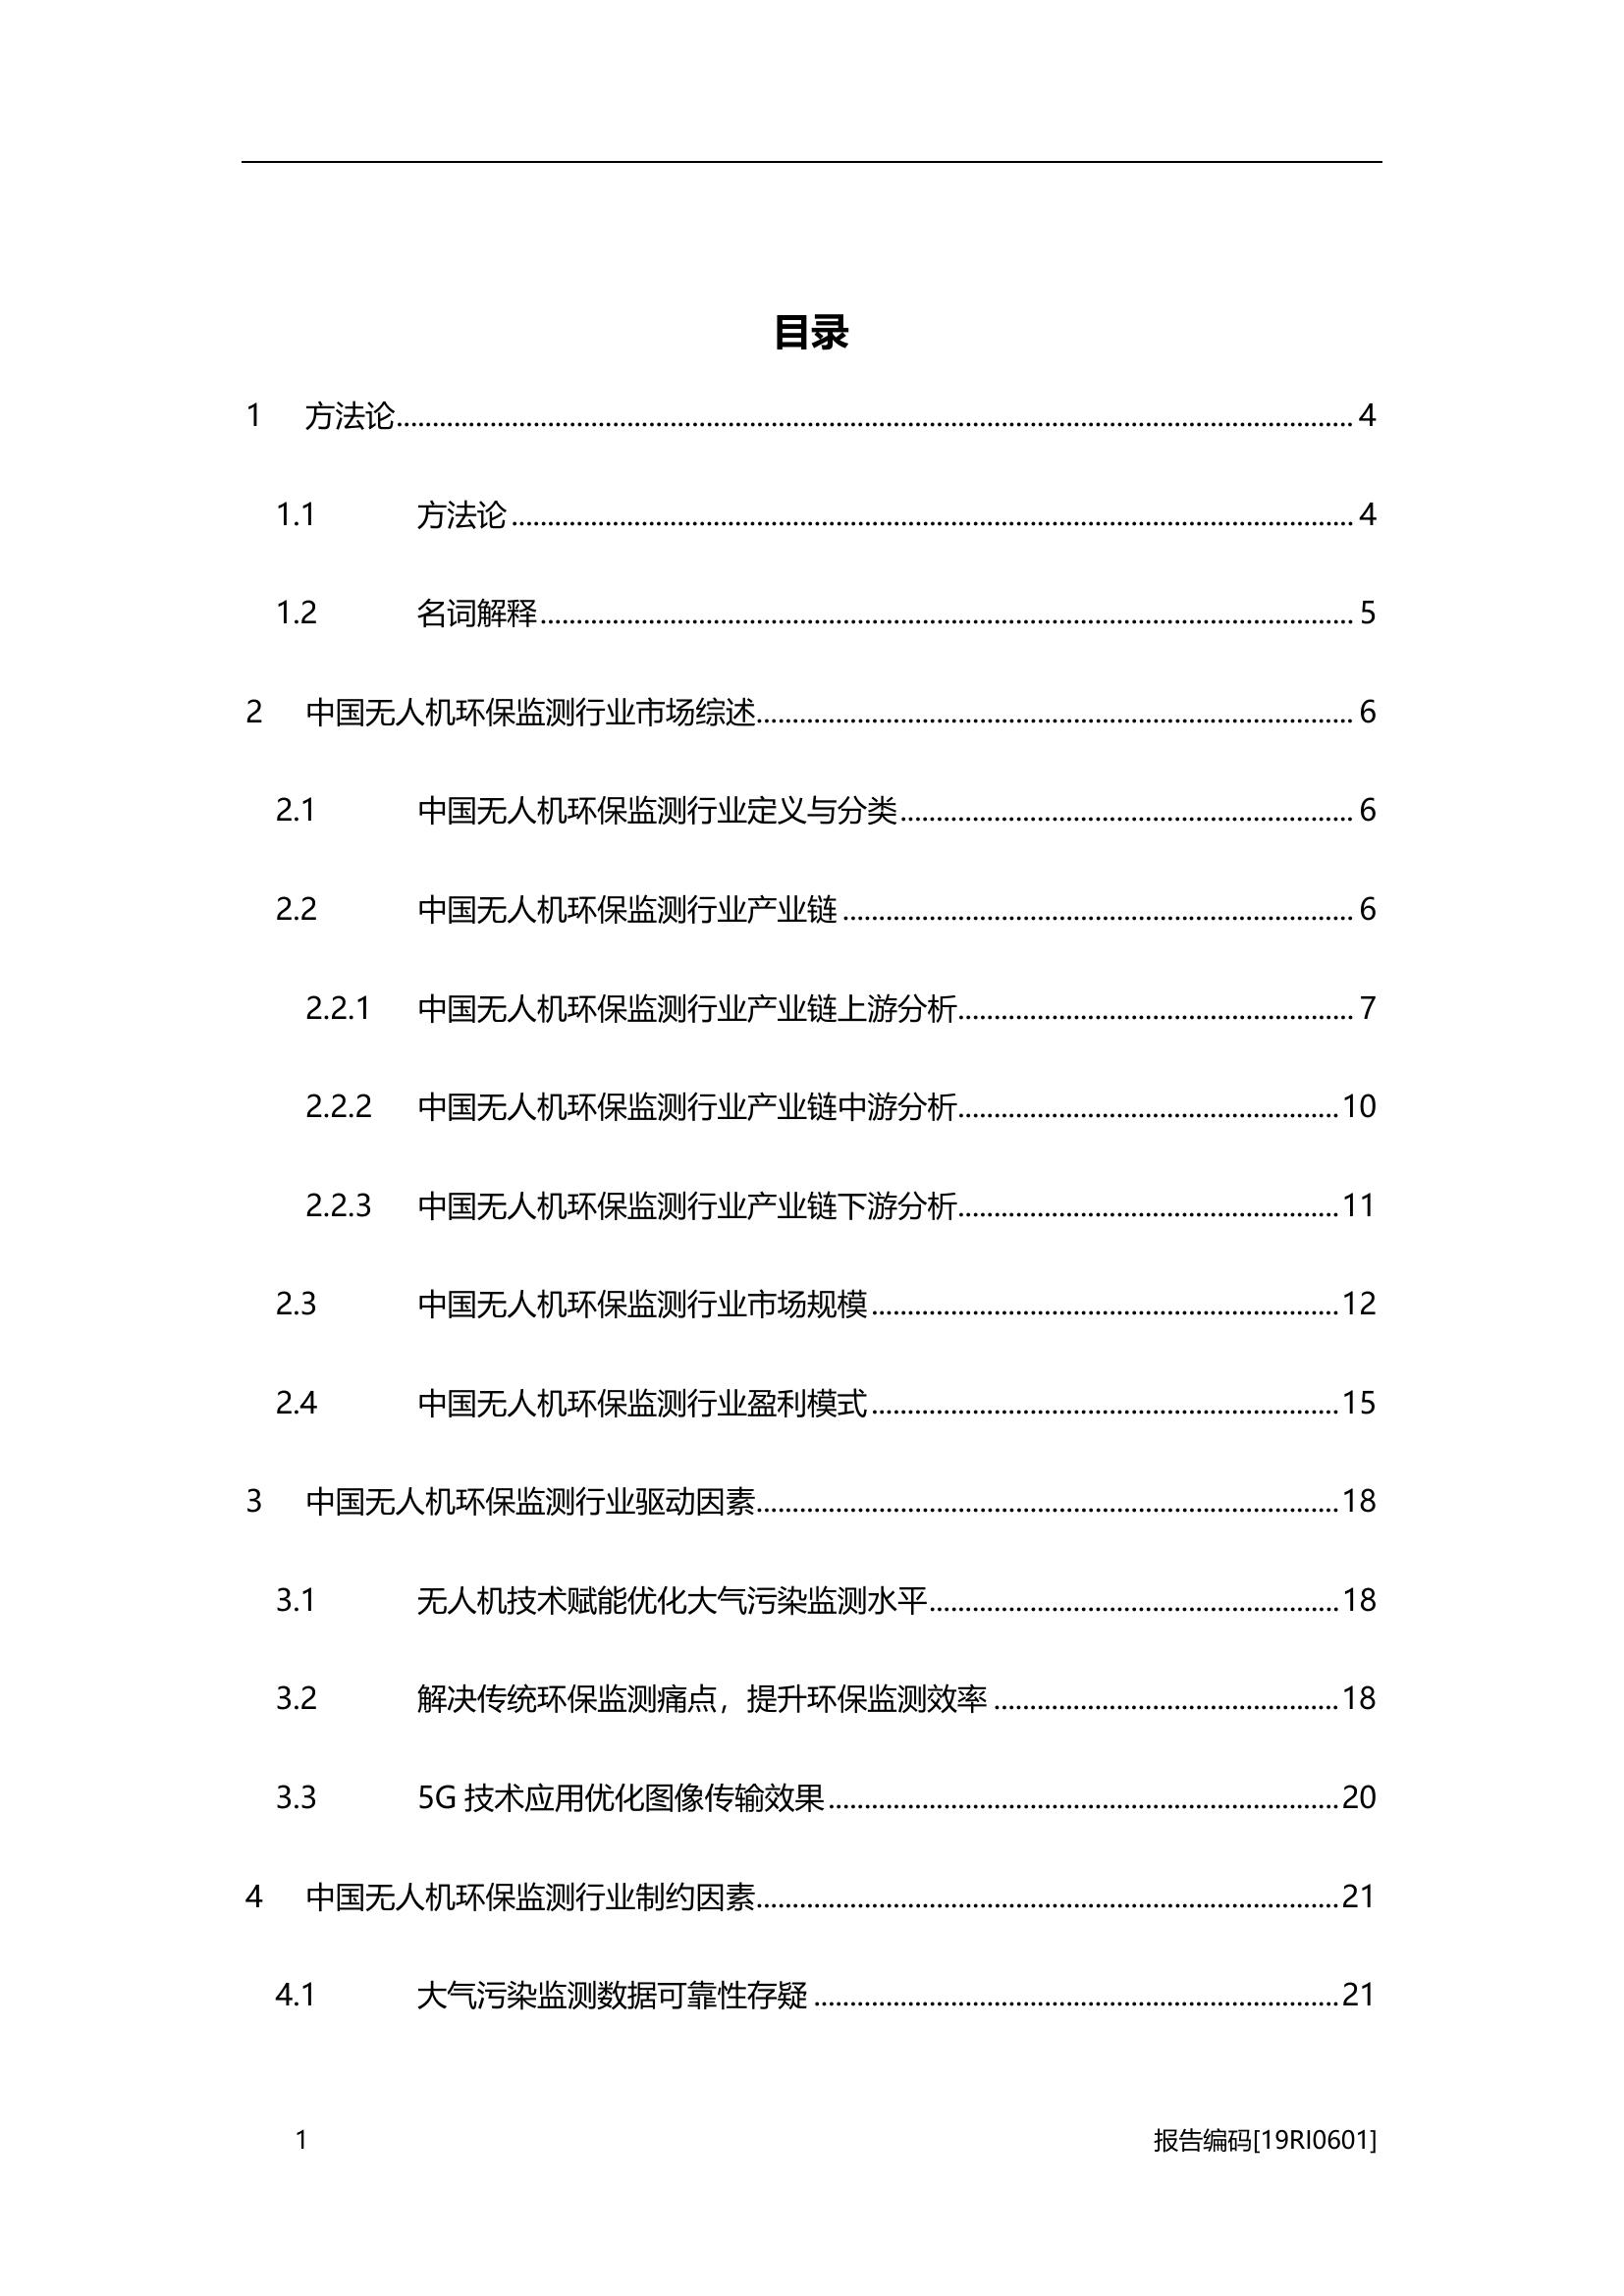 目录
1 方法论 4
1.1 方法论 4
1.2 名词解释 5
2 中国无人机环保监测行业市场综述 6
2.1 中国无人机环保监测行业定义与分类 6
2.2 中国无人机环保监测行业产业链 6
2.2.1 中国无人机环保监测行业产业链上游分析 7
2.2.2 中国无人机环保监测行业产业链中游分析 10
2.2.3 中国无人机环保监测行业产业链下游分析 11
2.3 中国无人机环保监测行业市场规模 12
2.4 中国无人机环保监测行业盈利模式 15
3 中国无人机环保监测行业驱动因素 18
3.1 无人机技术赋能优化大气污染监测水平 18
3.2 解决传统环保监测痛点，提升环保监测效率 18
3.3 5G 技术应用优化图像传输效果 20
4 中国无人机环保监测行业制约因素 21
4.1 大气污染监测数据可靠性存疑 21
1 报告编码[19RI0601]